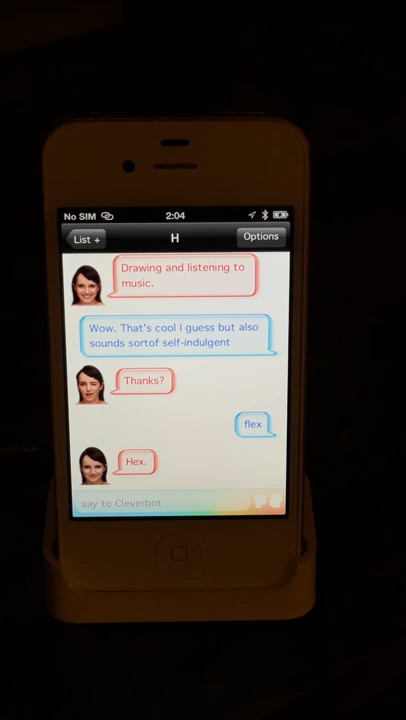 No SIM 2:04
List + H Options
Drawing and listening to
music.
Wow. That's cool I guess but also
sounds sortof self-indulgent
Thanks?
flex
Hex.
say to Cleverbot